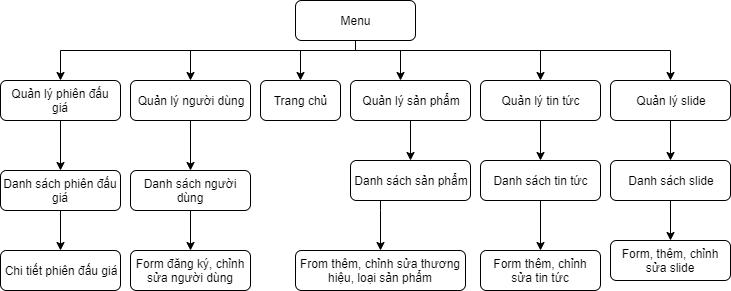 Menu
Quản lý phiên đấu
giá
Quản lý người dùng
Trang chủ
Quản lý sản phẩm
Quản lý tin tức
Quản lý slide
Danh sách phiên đấu
giá
Danh sách người
dùng
Danh sách sản phẩm
Danh sách tin tức
Danh sách slide
Chi tiết phiên đấu giá
Form đăng ký, chỉnh
sửa người dùng
From thêm, chỉnh sửa thương
hiệu, loại sản phẩm
Form thêm, chỉnh
sửa tin tức
Form, thêm, chỉnh
sửa slide